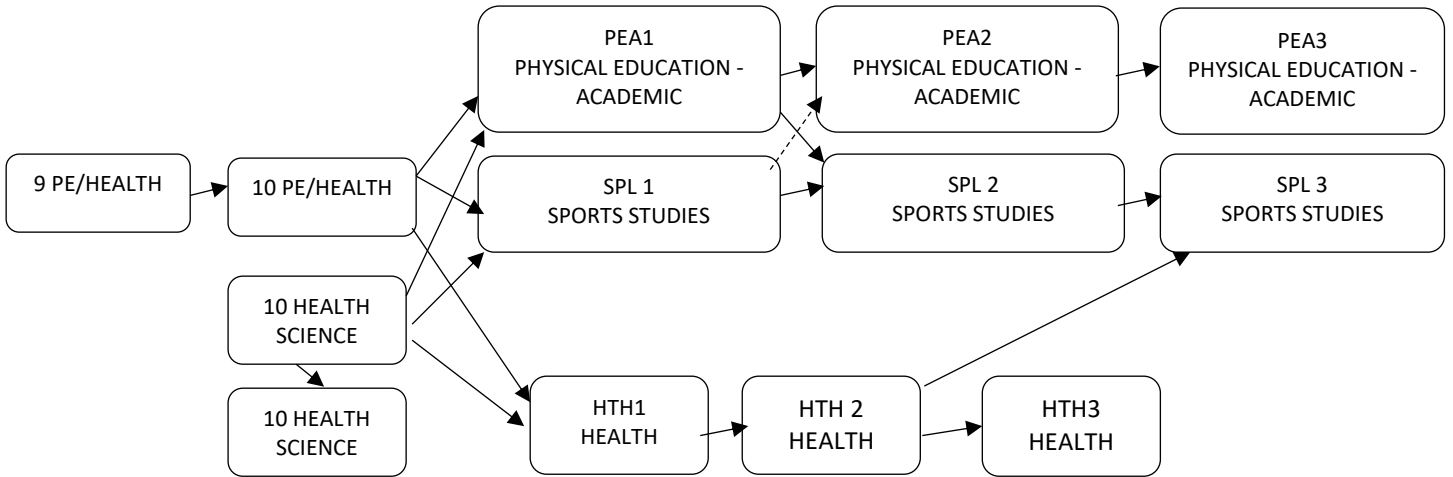 PEA1
PHYSICAL EDUCATION -
ACADEMIC
PEA2
PHYSICAL EDUCATION -
ACADEMIC
PEA3
PHYSICAL EDUCATION -
ACADEMIC
9 PE/HEALTH
10 PE/HEALTH
SPL 1
SPORTS STUDIES
SPL 2
SPORTS STUDIES
SPL 3
SPORTS STUDIES
10 HEALTH
SCIENCE
10 HEALTH
SCIENCE
HTH1
HEALTH
HTH 2
HEALTH
HTH3
HEALTH